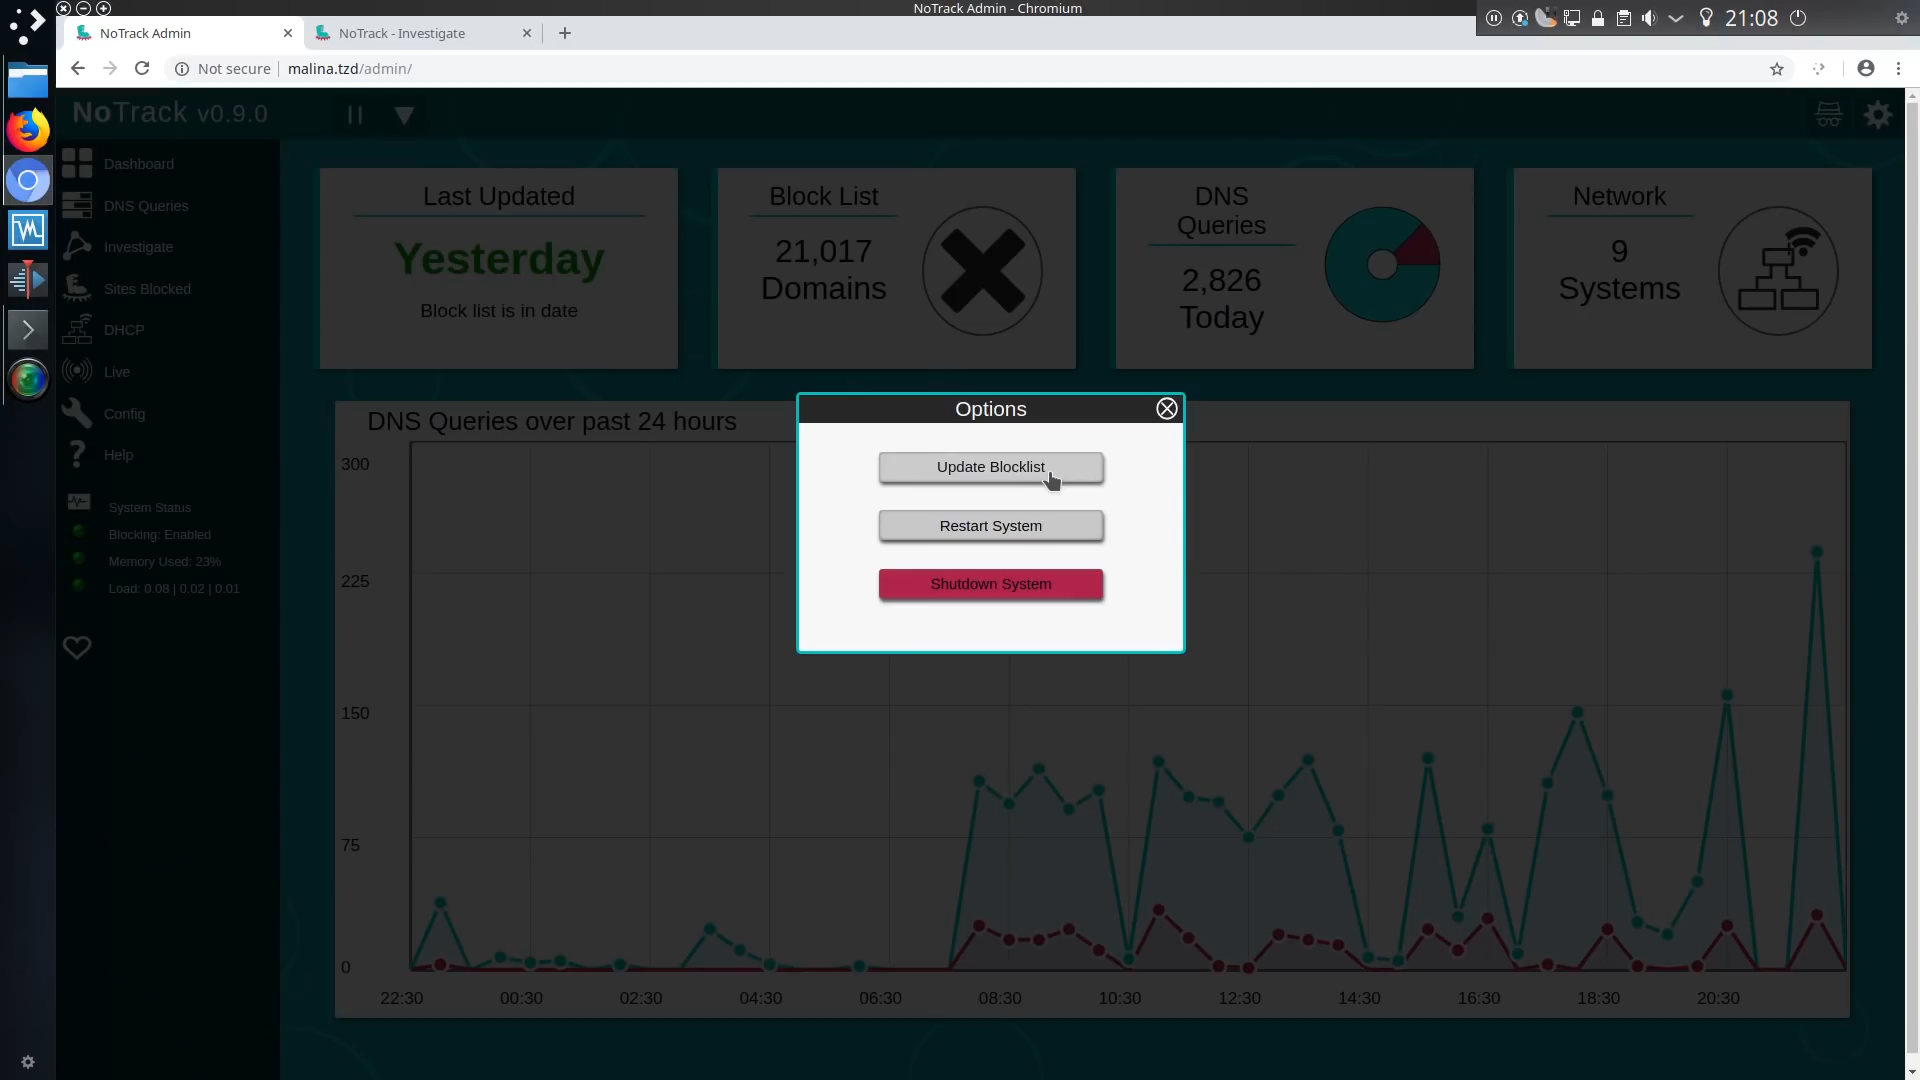 NoTrack Admin - Chromium
21:08
NoTrack Admin
NoTrack - Investigate
Not secure
malina.tzd/admin/
NoTrack v0.9.0
Dashboard
DNS Queries
Investigate
Sites Blocked
DHCP
Live
Config
Help
System Status
Blocking: Enabled
Memory Used: 23%
Load: 0.08 | 0.02 | 0.01
Last Updated
Yesterday
Block list is in date
Block List
21,017
Domains
DNS
Queries
2,826
Today
Network
9
Systems
Options
Update Blocklist
Restart System
Shutdown System
DNS Queries over past 24 hours
300
225
150
75
0
22:30 00:30 02:30 04:30 06:30 08:30 10:30 12:30 14:30 16:30 18:30 20:30